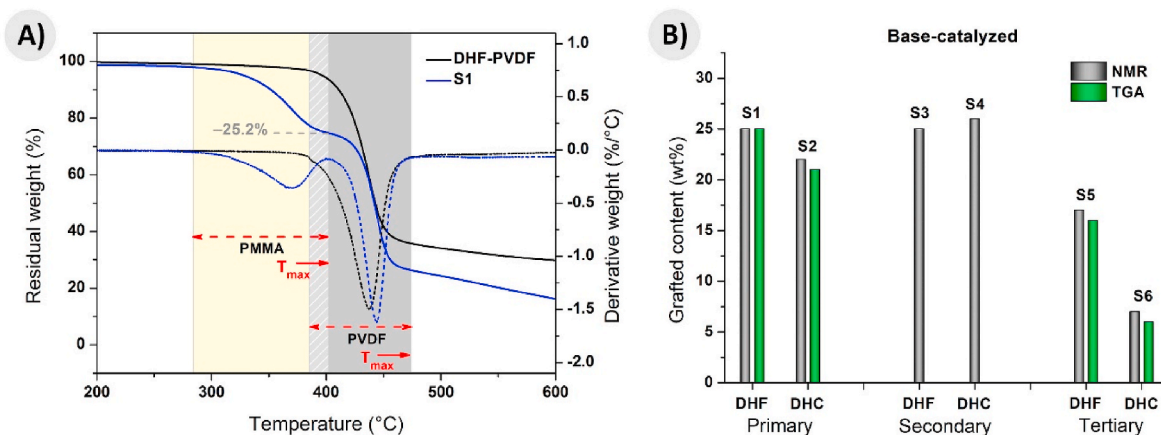 A)
DHF-PVDF
S1
−25.2%
PMMA
Tmax
PVDF
Tmax
Residual weight (%)
100
80
60
40
20
0
Derivative weight (%/°C)
1.0
0.5
0.0
-0.5
-1.0
-1.5
-2.0
200 300 400 500 600
Temperature (°C)
B)
Base-catalyzed
NMR
TGA
Grafted content (wt%)
30
25
20
15
10
5
0
S1
S2
S3
S4
S5
S6
DHF DHC DHF DHC DHF DHC
Primary Secondary Tertiary